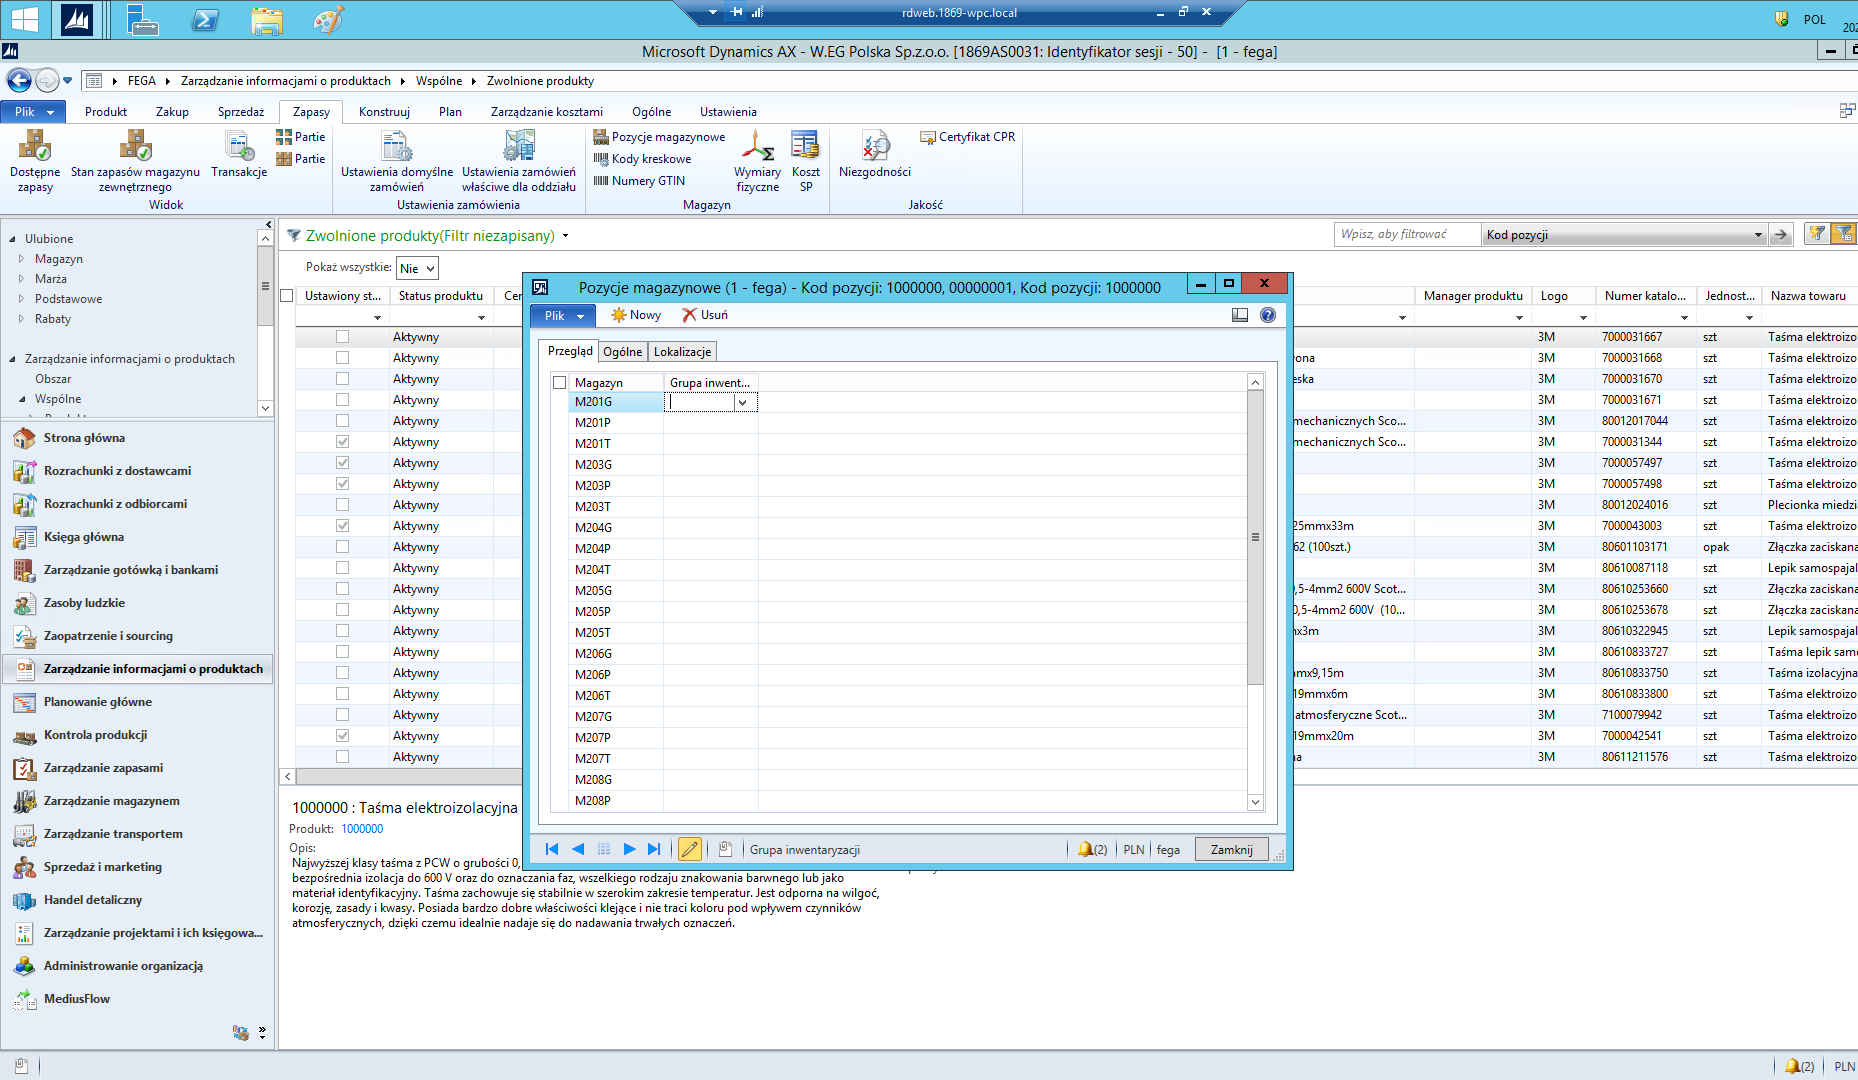 rdweb.1869-wpc.local
POL
202
Microsoft Dynamics AX - W.EG Polska Sp.z.o.o. [1869AS0031: Identyfikator sesji - 50] - [1 - fega]
FEGA Zarządzanie informacjami o produktach Wspólne Zwolnione produkty
Plik Produkt Zakup Sprzedaż Zapasy Konstruuj Plan Zarządzanie kosztami Ogólne Ustawienia
Dostępne zapasy
Stan zapasów magazynu zewnętrznego
Transakcje
Partie
Partie
Widok
Ustawienia domyślne zamówień
Ustawienia zamówień właściwe dla oddziału
Ustawienia zamówienia
Pozycje magazynowe
Kody kreskowe
Numery GTIN
Wymiary fizyczne
Koszt SP
Magazyn
Niezgodności
Certyfikat CPR
Jakość
Ulubione
Magazyn
Marża
Podstawowe
Rabaty
Zarządzanie informacjami o produktach
Obszar
Wspólne
Strona główna
Rozrachunki z dostawcami
Rozrachunki z odbiorcami
Księga główna
Zarządzanie gotówką i bankami
Zasoby ludzkie
Zaopatrzenie i sourcing
Zarządzanie informacjami o produktach
Planowanie główne
Kontrola produkcji
Zarządzanie zapasami
Zarządzanie magazynem
Zarządzanie transportem
Sprzedaż i marketing
Handel detaliczny
Zarządzanie projektami i ich księgowa...
Administrowanie organizacją
MediusFlow
Zwolnione produkty(Filtr niezapisany)
Wpisz, aby filtrować
Kod pozycji
Pokaż wszystkie: Nie
Ustawiony st... Status produktu Cer Manager produktu Logo Numer katalo... Jednost... Nazwa towaru
Aktywny 3M 7000031667 szt Taśma elektroizo
Aktywny vona 3M 7000031668 szt Taśma elektroizo
Aktywny eska 3M 7000031670 szt Taśma elektroizo
Aktywny 3M 7000031671 szt Taśma elektroizo
Aktywny mechanicznych Sco... 3M 80012017044 szt Taśma elektroizo
Aktywny mechanicznych Sco... 3M 7000031344 szt Taśma elektroizo
Aktywny 3M 7000057497 szt Taśma elektroizo
Aktywny 3M 7000057498 szt Taśma elektroizo
Aktywny 3M 80012024016 szt Plecionka miedzi
Aktywny 25mmx33m 3M 7000043003 szt Taśma elektroizo
Aktywny 62 (100szt.) 3M 80601103171 opak Złączka zaciskana
Aktywny 3M 80610087118 szt Lepik samospajal
Aktywny 0,5-4mm2 600V Scot... 3M 80610253660 szt Złączka zaciskana
Aktywny 0,5-4mm2 600V (10... 3M 80610253678 szt Złączka zaciskana
Aktywny mx3m 3M 80610322945 szt Lepik samospajal
Aktywny 3M 80610833727 szt Taśma lepik samo
Aktywny mmx9,15m 3M 80610833750 szt Taśma izolacyjna
Aktywny 19mmx6m 3M 80610833800 szt Taśma elektroizo
Aktywny atmosferyczne Scot... 3M 7100079942 szt Taśma elektroizo
Aktywny 19mmx20m 3M 7000042541 szt Taśma elektroizo
Aktywny na 3M 80611211576 szt Taśma elektroizo
Pozycje magazynowe (1 - fega) - Kod pozycji: 1000000, 00000001, Kod pozycji: 1000000
Plik Nowy Usuń
Przegląd Ogólne Lokalizacje
Magazyn Grupa inwent...
M201G
M201P
M201T
M203G
M203P
M203T
M204G
M204P
M204T
M205G
M205P
M205T
M206G
M206P
M206T
M207G
M207P
M207T
M208G
M208P
Grupa inwentaryzacji (2) PLN fega Zamknij
1000000 : Taśma elektroizolacyjna
Produkt: 1000000
Opis:
Najwyższej klasy taśma z PCW o grubości 0,
bezpośrednia izolacja do 600 V oraz do oznaczania faz, wszelkiego rodzaju znakowania barwnego lub jako
materiał identyfikacyjny. Taśma zachowuje się stabilnie w szerokim zakresie temperatur. Jest odporna na wilgoć,
korozję, zasady i kwasy. Posiada bardzo dobre właściwości klejące i nie traci koloru pod wpływem czynników
atmosferycznych, dzięki czemu idealnie nadaje się do nadawania trwałych oznaczeń.
(2) PLN